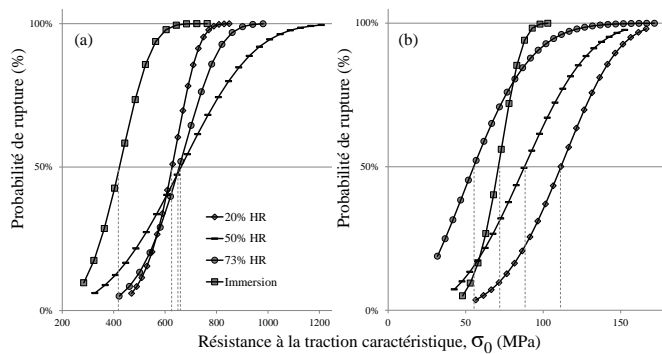 100%
(a)
Probabilité de rupture (%)
50%
20% HR
50% HR
73% HR
Immersion
0%
200 400 600 800 1000 1200
100%
(b)
Probabilité de rupture (%)
50%
0%
0 50 100 150
Résistance à la traction caractéristique, σ0 (MPa)